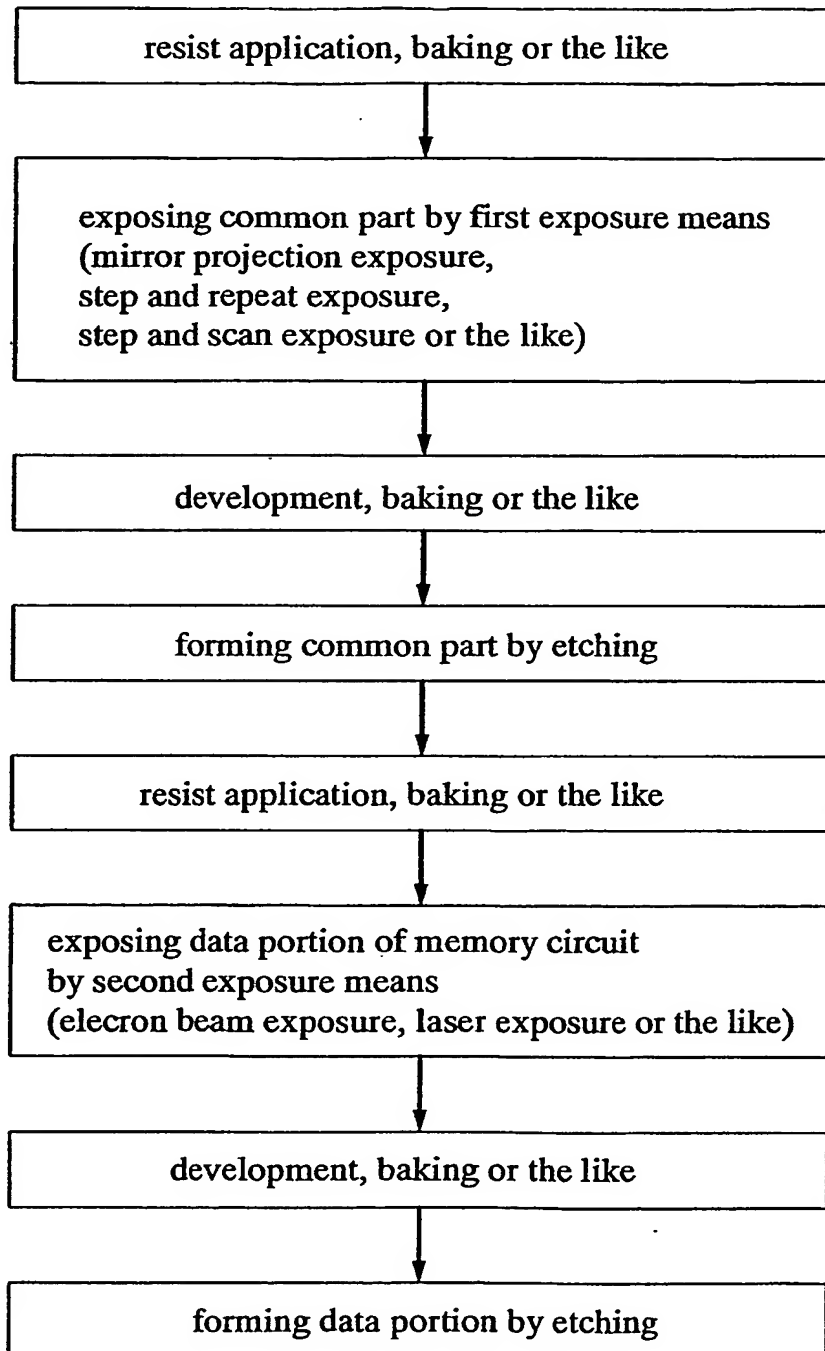 resist application, baking or the like
exposing common part by first exposure means
(mirror projection exposure,
step and repeat exposure,
step and scan exposure or the like)
development, baking or the like
forming common part by etching
resist application, baking or the like
exposing data portion of memory circuit
by second exposure means
(elecron beam exposure, laser exposure or the like)
development, baking or the like
forming data portion by etching